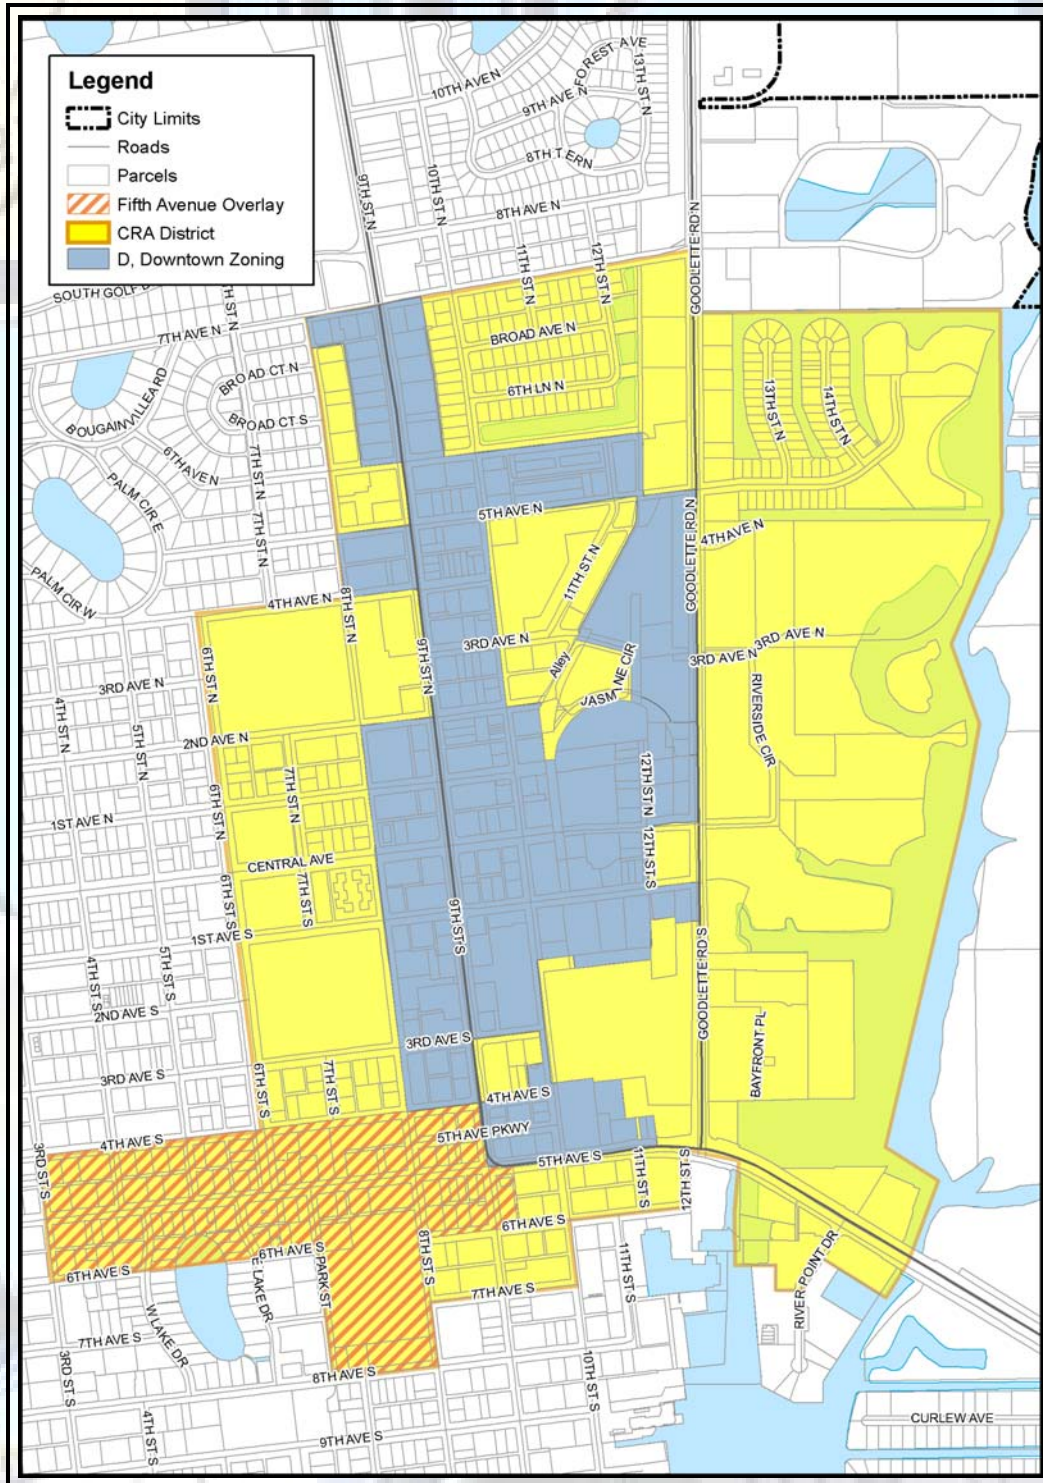 Legend
City Limits
Roads
Parcels
Fifth Avenue Overlay
CRA District
D, Downtown Zoning
FOREST AVE
13TH ST N
10TH AVE N
9TH AVE N
8TH TERN
10TH ST N
9TH ST N
8TH AVE N
11TH ST N
12TH ST N
GOODLETTE RD N
SOUTH GOLF
7TH AVE N
BROAD AVE N
BROAD CT N
6TH LN N
BROAD CT S
BOUGAINVILLEA RD
6TH AVE N
7TH ST N
7TH ST N
13TH ST N
14TH ST N
PALM CIR E
5TH AVE N
4TH AVE N
GOODLETTE RD N
PALM CIR W
11TH ST N
4TH AVE N
8TH ST N
3RD AVE N
3RD AVE N
3RD AVE N
Alley
9TH ST N
6TH ST N
3RD AVE N
JASMINE CIR
4TH ST N
5TH ST N
RIVERSIDE CIR
2ND AVE N
7TH ST N
12TH ST N
6TH ST N
1ST AVE N
12TH ST S
CENTRAL AVE
7TH ST S
6TH ST S
9TH ST S
1ST AVE S
GOODLETTE RD S
4TH ST S
5TH ST S
2ND AVE S
3RD AVE S
BAYFRONT PL
3RD AVE S
6TH ST S
7TH ST S
4TH AVE S
5TH AVE PKWY
4TH AVE S
5TH AVE S
3RD ST S
11TH ST S
12TH ST S
6TH AVE S
8TH ST S
6TH AVE S
6TH AVE S
E LAKE DR
PARK ST
11TH ST S
RIVER POINT DR
7TH AVE S
7TH AVE S
W LAKE DR
3RD ST S
8TH AVE S
10TH ST S
4TH ST S
9TH AVE S
CURLEW AVE